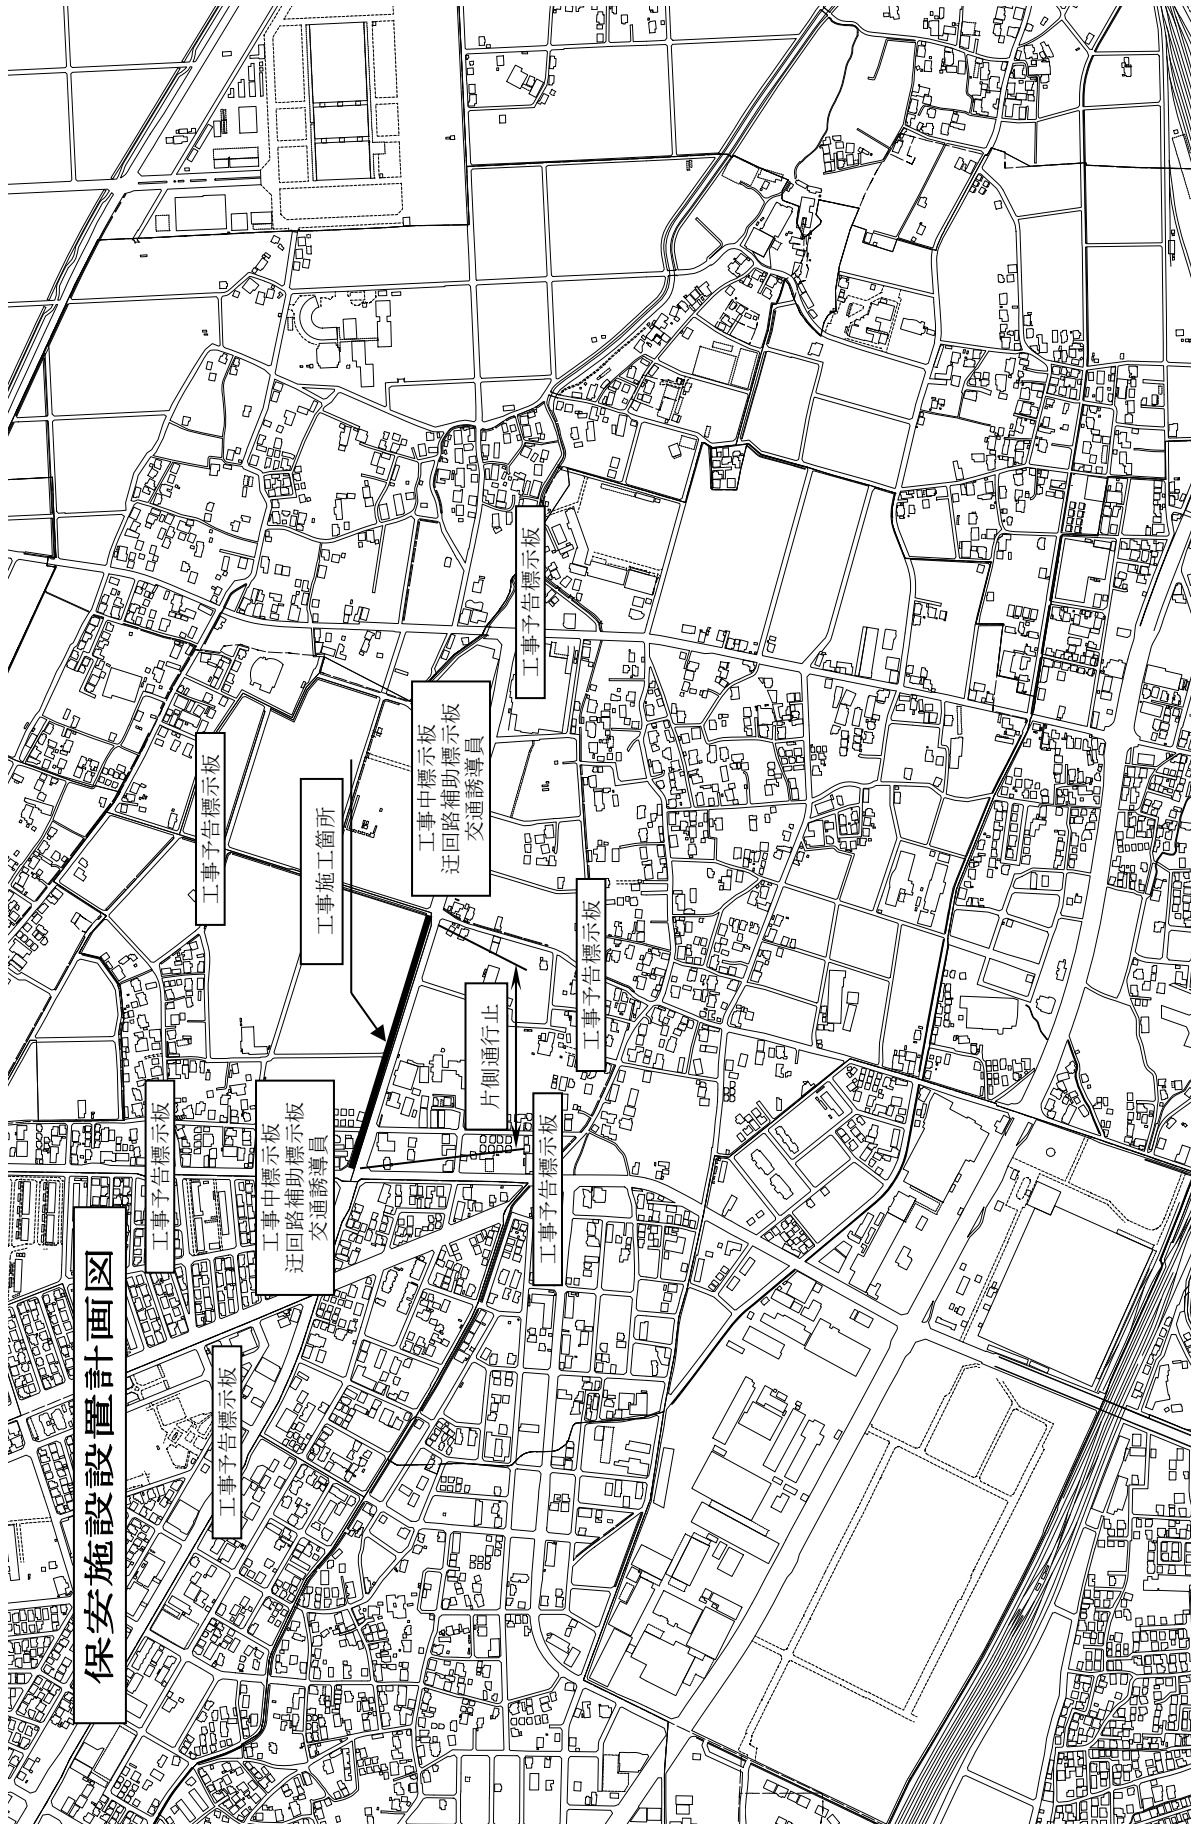 保安施設設置計画図
工事予告標示板
工事予告標示板
工事中標示板
迂回路補助標示板
交通誘導員
工事予告標示板
工事予告標示板
工事施工箇所
工事中標示板
迂回路補助標示板
交通誘導員
片側通行止
工事予告標示板
工事予告標示板
工事予告標示板